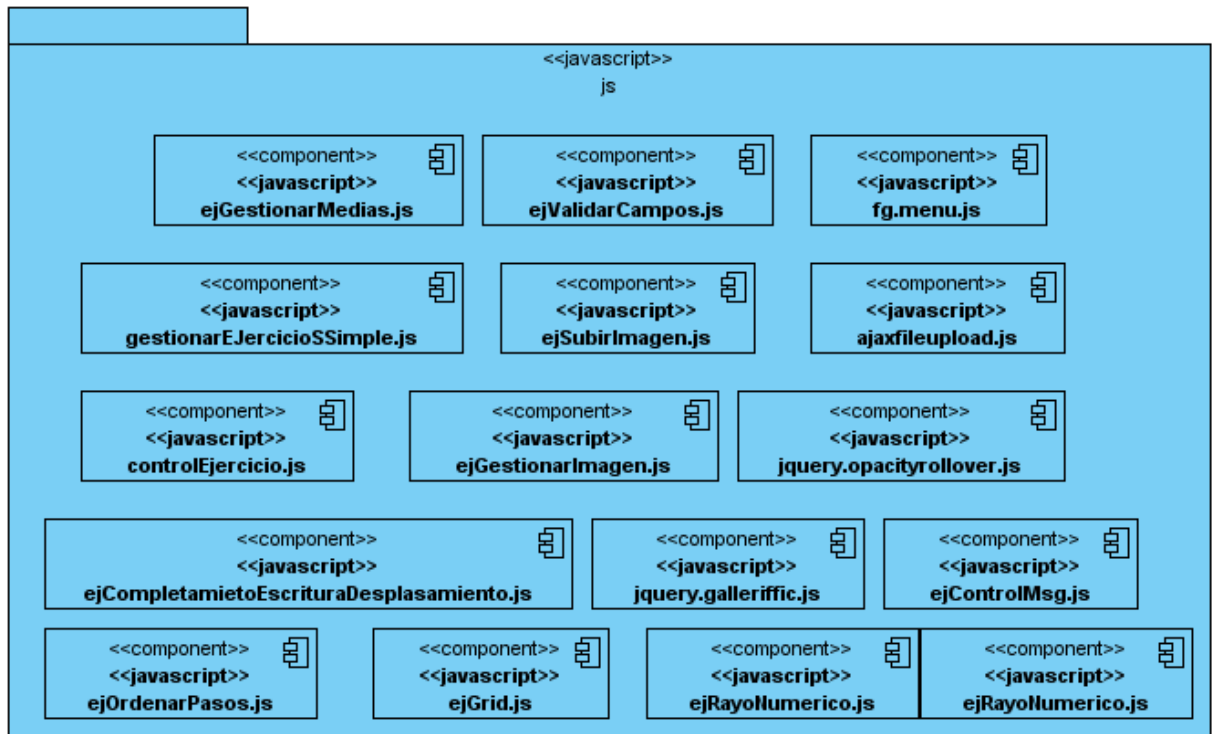 <<javascript>>
js
<<component>>
<<javascript>>
ejGestionarMedias.js
<<component>>
<<javascript>>
ejValidarCampos.js
<<component>>
<<javascript>>
fg.menu.js
<<component>>
<<javascript>>
gestionarEJercicioSSimple.js
<<component>>
<<javascript>>
ejSubirImagen.js
<<component>>
<<javascript>>
ajaxfileupload.js
<<component>>
<<javascript>>
controlEjercicio.js
<<component>>
<<javascript>>
ejGestionarImagen.js
<<component>>
<<javascript>>
jquery.opacityrollover.js
<<component>>
<<javascript>>
ejCompletamietoEscrituraDesplasamiento.js
<<component>>
<<javascript>>
jquery.galleriffic.js
<<component>>
<<javascript>>
ejControlMsg.js
<<component>>
<<javascript>>
ejOrdenarPasos.js
<<component>>
<<javascript>>
ejGrid.js
<<component>>
<<javascript>>
ejRayoNumerico.js
<<component>>
<<javascript>>
ejRayoNumerico.js